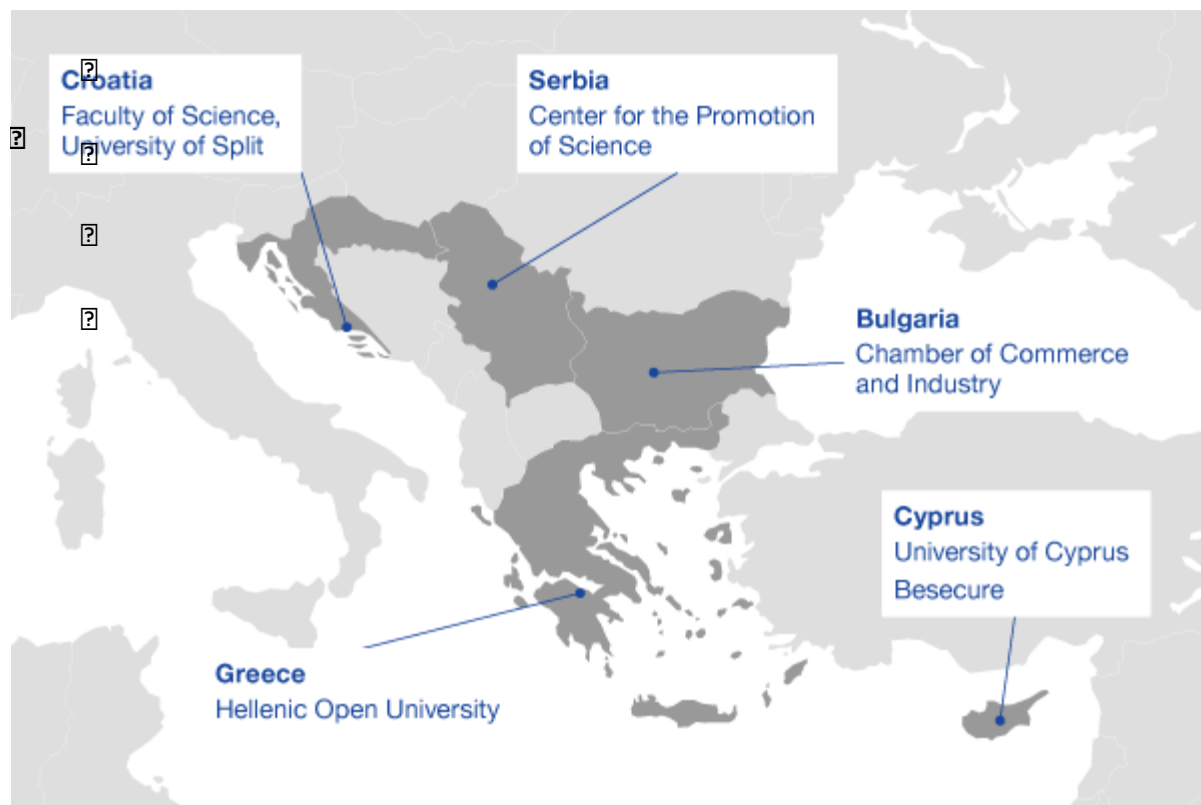 Croatia
Faculty of Science,
University of Split
Serbia
Center for the Promotion
of Science
Bulgaria
Chamber of Commerce
and Industry
Cyprus
University of Cyprus
Besecure
Greece
Hellenic Open University